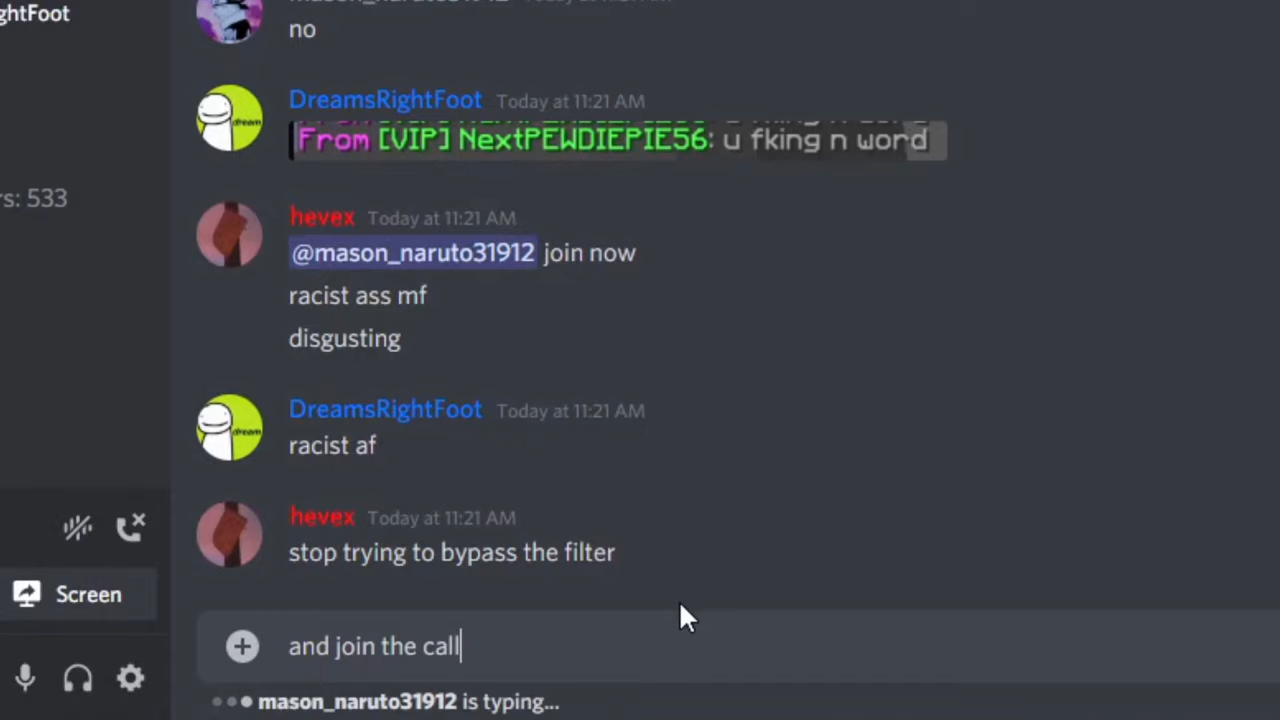 ghtFoot
no
DreamsRightFoot Today at 11:21 AM
From [VIP] NextPEWDIEPIE56: u fking n word
rs: 533
hevex Today at 11:21 AM
@mason_naruto31912 join now
racist ass mf
disgusting
DreamsRightFoot Today at 11:21 AM
racist af
hevex Today at 11:21 AM
stop trying to bypass the filter
Screen
and join the call
mason_naruto31912 is typing...